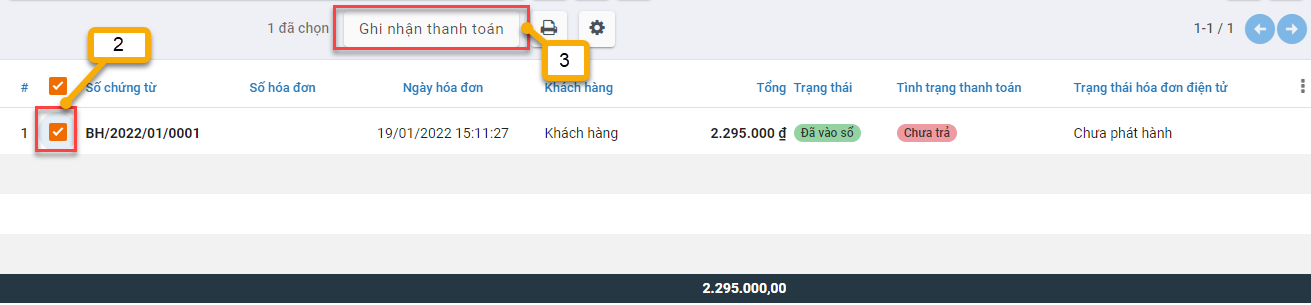 1 đã chọn Ghi nhận thanh toán 1-1 / 1
2
3
# Số chứng từ Số hóa đơn Ngày hóa đơn Khách hàng Tổng Trạng thái Tình trạng thanh toán Trạng thái hóa đơn điện tử
1 BH/2022/01/0001 19/01/2022 15:11:27 Khách hàng 2.295.000 ₫ Đã vào sổ Chưa trả Chưa phát hành
2.295.000,00